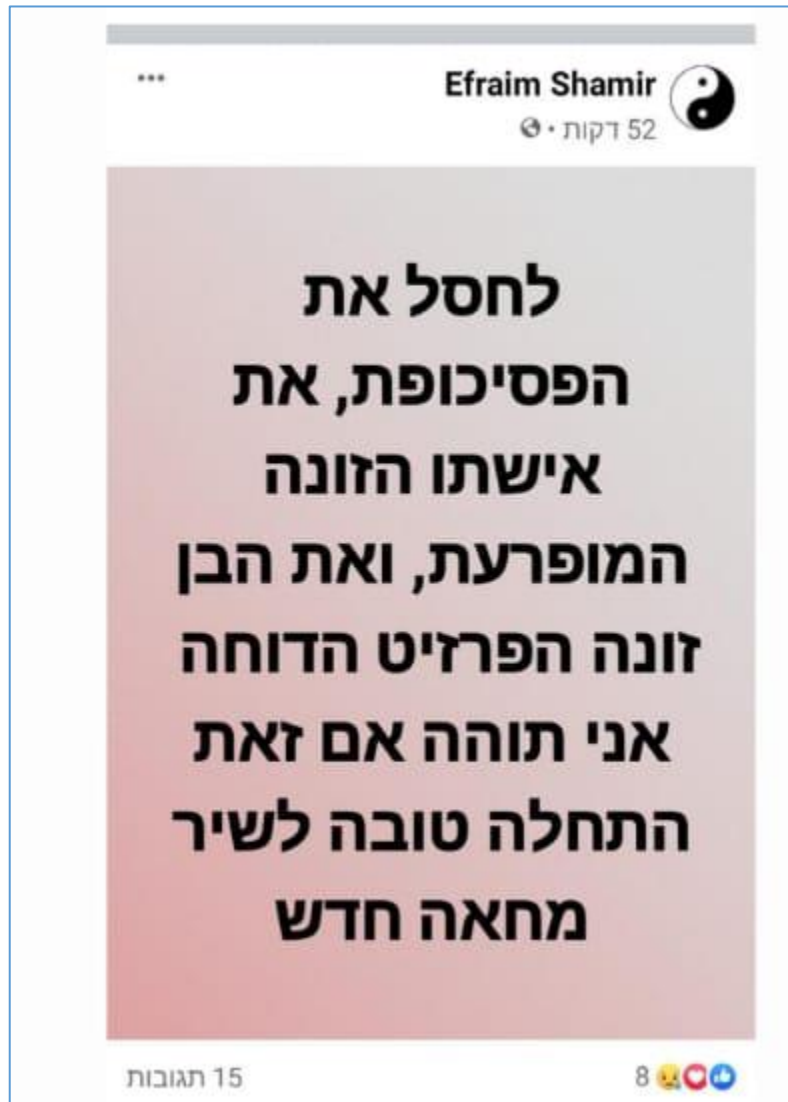 Efraim Shamir
52 דקות ·
לחסל את
הפסיכופת, את
אישתו הזונה
המופרעת, ואת הבן
זונה הפרזיט הדוחה
אני תוהה אם זאת
התחלה טובה לשיר
מחאה חדש
8
15 תגובות